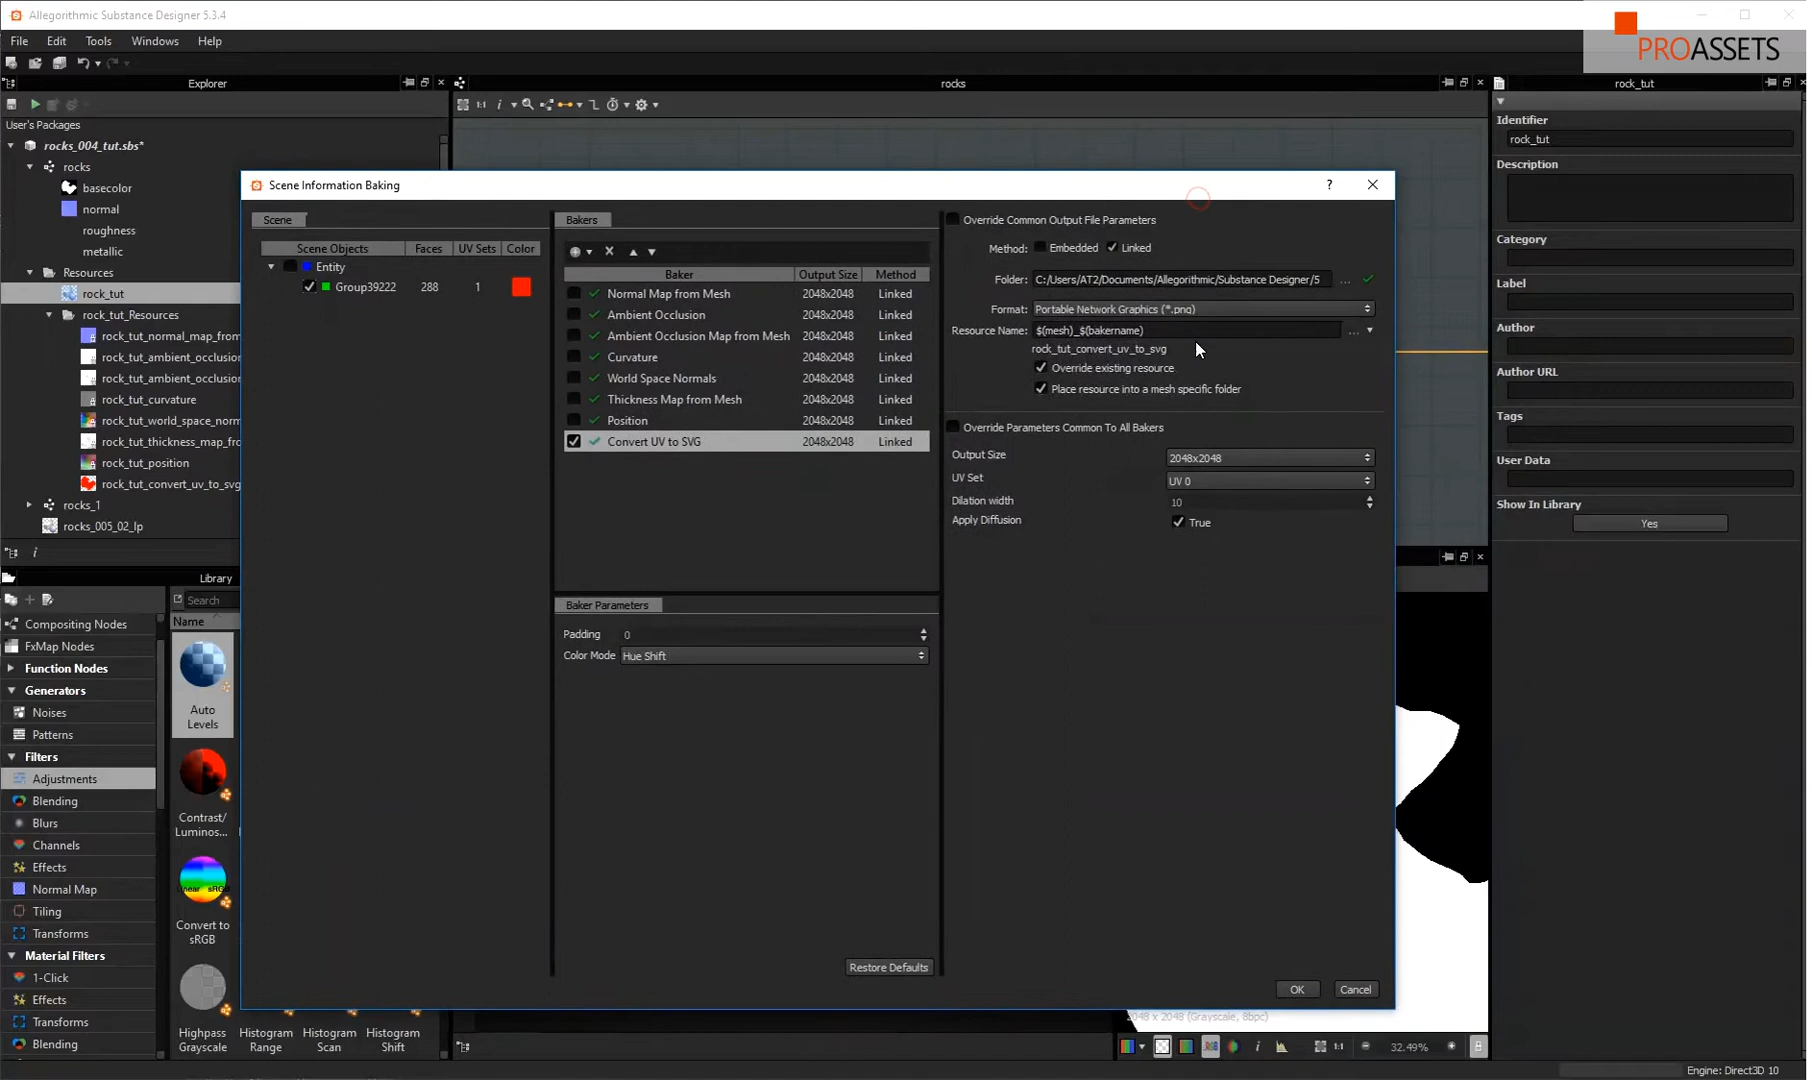 Allegorithmic Substance Designer 5.3.4
PROASSETS
File Edit Tools Windows Help
Explorer
rocks
rock_tut
User's Packages
rocks_004_tut.sbs*
rocks
basecolor
normal
roughness
metallic
Resources
rock_tut
rock_tut_Resources
rock_tut_normal_map_from
rock_tut_ambient_occlusion
rock_tut_ambient_occlusion
rock_tut_curvature
rock_tut_world_space_norm
rock_tut_thickness_map_fro
rock_tut_position
rock_tut_convert_uv_to_svg
rocks_1
rocks_005_02_lp
Library
Search
Name
Compositing Nodes
FxMap Nodes
Function Nodes
Generators
Noises
Patterns
Filters
Adjustments
Blending
Blurs
Channels
Effects
Normal Map
Tiling
Transforms
Material Filters
1-Click
Effects
Transforms
Blending
Auto
Levels
Contrast/
Luminos...
Linear sRG
Convert to
sRGB
Highpass
Grayscale
Histogram
Range
Histogram
Scan
Histogram
Shift
Scene Information Baking
?
Scene
Scene Objects Faces UV Sets Color
Entity
Group39222 288 1
Bakers
Baker Output Size Method
Normal Map from Mesh 2048x2048 Linked
Ambient Occlusion 2048x2048 Linked
Ambient Occlusion Map from Mesh 2048x2048 Linked
Curvature 2048x2048 Linked
World Space Normals 2048x2048 Linked
Thickness Map from Mesh 2048x2048 Linked
Position 2048x2048 Linked
Convert UV to SVG 2048x2048 Linked
Baker Parameters
Padding 0
Color Mode Hue Shift
Restore Defaults
Override Common Output File Parameters
Method: Embedded Linked
Folder: C:/Users/AT2/Documents/Allegorithmic/Substance Designer/5 ...
Format: Portable Network Graphics (*.png)
Resource Name: $(mesh)_$(bakername) ...
rock_tut_convert_uv_to_svg
Override existing resource
Place resource into a mesh specific folder
Override Parameters Common To All Bakers
Output Size 2048x2048
UV Set UV 0
Dilation width 10
Apply Diffusion True
OK Cancel
2048 x 2048 (Grayscale, 8bpc)
1:1
32.49%
Identifier
rock_tut
Description
Category
Label
Author
Author URL
Tags
User Data
Show In Library
Yes
Engine: Direct3D 10